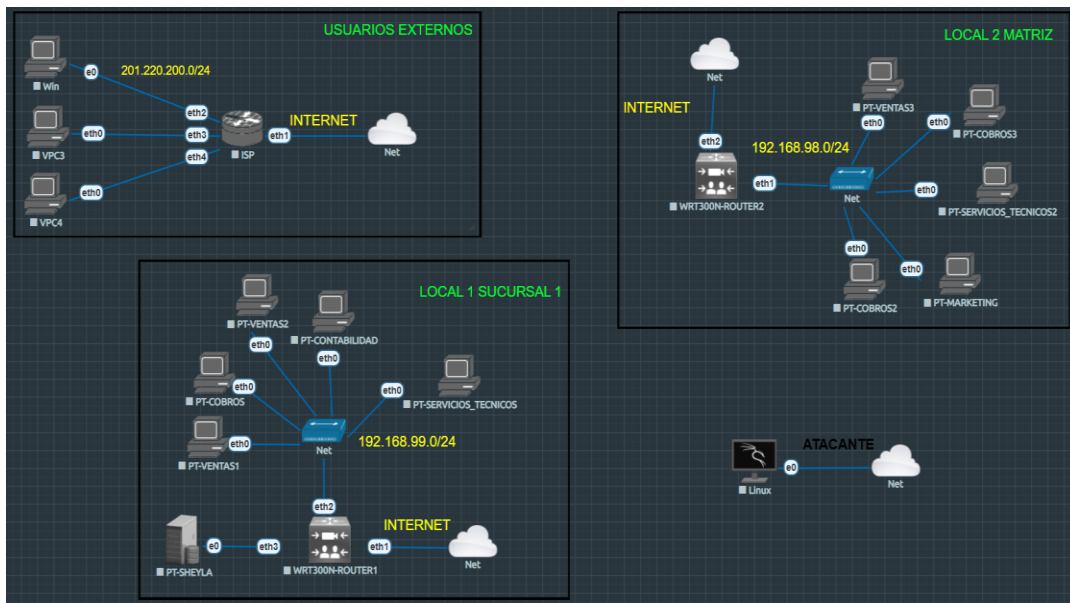 USUARIOS EXTERNOS
201.220.200.0/24
e0
Win
eth2
INTERNET
eth0
eth3
eth1
VPC3
ISP
Net
eth4
eth0
VPC4
LOCAL 2 MATRIZ
Net
INTERNET
PT-VENTAS3
eth0
eth0
PT-COBROS3
eth2
192.168.98.0/24
eth1
eth0
WRT300N-ROUTER2
Net
PT-SERVICIOS_TECNICOS2
eth0
eth0
PT-COBROS2
PT-MARKETING
LOCAL 1 SUCURSAL 1
PT-VENTAS2
PT-CONTABILIDAD
eth0
eth0
eth0
eth0
PT-COBROS
PT-SERVICIOS_TECNICOS
eth0
192.168.99.0/24
PT-VENTAS1
Net
eth2
INTERNET
e0
eth3
eth1
PT-SHEYLA
WRT300N-ROUTER1
Net
ATACANTE
e0
Linux
Net